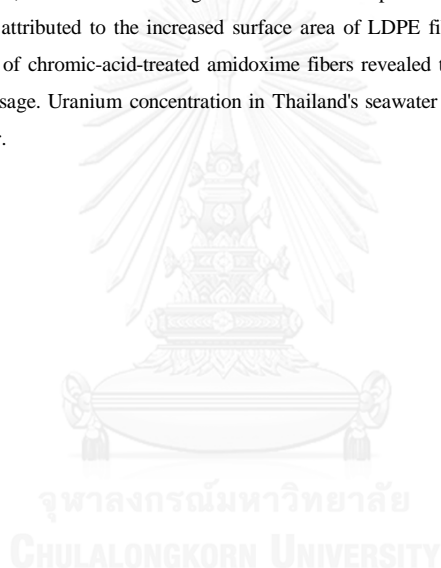 attributed to the increased surface area of LDPE fi
of chromic-acid-treated amidoxime fibers revealed t
sage. Uranium concentration in Thailand's seawater
.
จุฬาลงกรณ์มหาวิทยาลัย
CHULALONGKORN UNIVERSITY